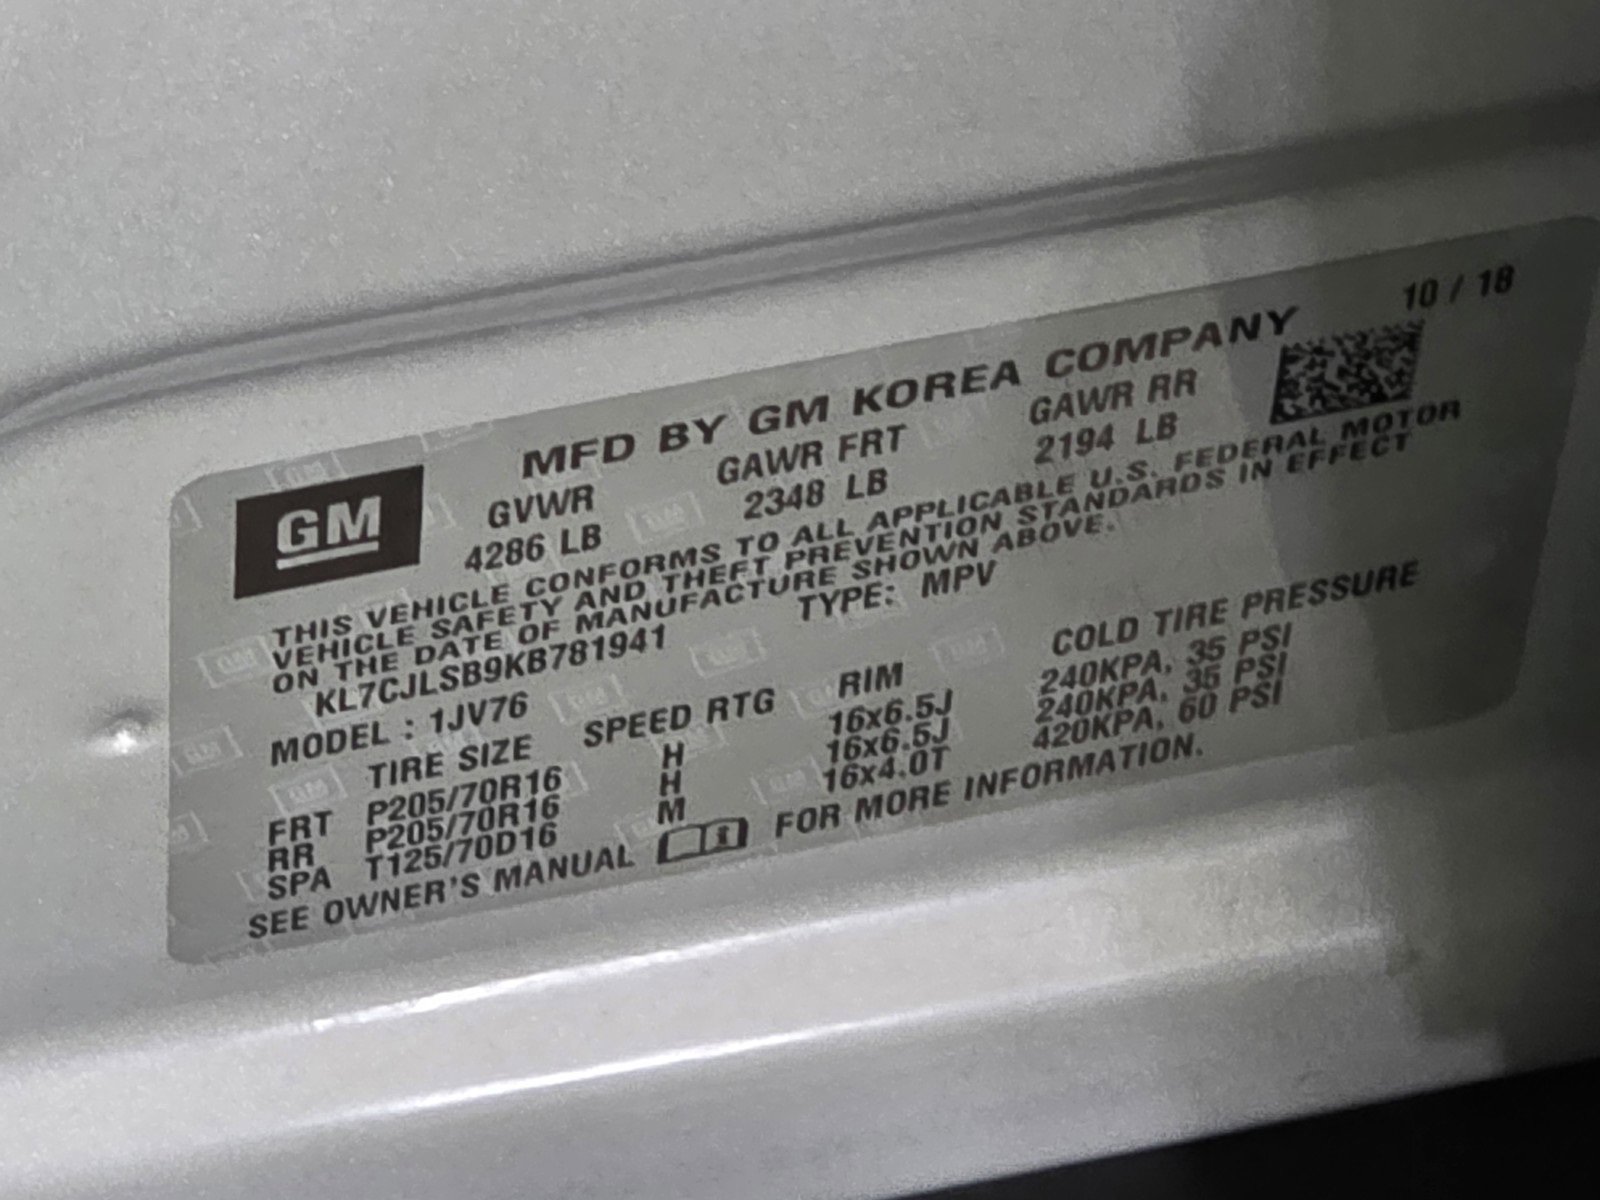 10 / 18
MFD BY GM KOREA COMPANY
GM
GVWR GAWR FRT GAWR RR
4286 LB 2348 LB 2194 LB
THIS VEHICLE CONFORMS TO ALL APPLICABLE U.S. FEDERAL MOTOR
VEHICLE SAFETY AND THEFT PREVENTION STANDARDS IN EFFECT
ON THE DATE OF MANUFACTURE SHOWN ABOVE.
KL7CJLSB9KB781941 TYPE: MPV
MODEL : 1JV76
TIRE SIZE SPEED RTG RIM COLD TIRE PRESSURE
FRT P205/70R16 H 16x6.5J 240KPA, 35 PSI
RR P205/70R16 H 16x6.5J 240KPA, 35 PSI
SPA T125/70D16 M 16x4.0T 420KPA, 60 PSI
SEE OWNER'S MANUAL FOR MORE INFORMATION.